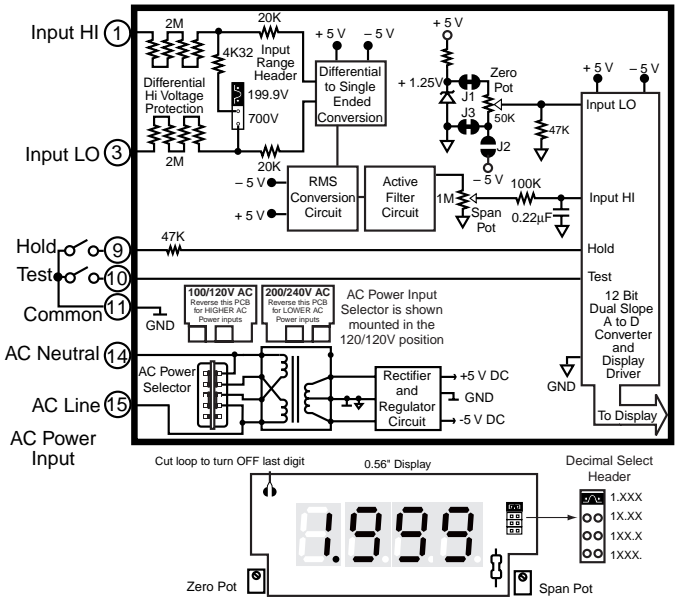 Input HI 1
2M
20K
4K32
Input
Range
Header
Differential
Hi Voltage
Protection
199.9V
700V
Input LO 3
2M
20K
+ 5 V
– 5 V
Differential
to Single
Ended
Conversion
– 5 V
+ 5 V
RMS
Conversion
Circuit
Active
Filter
Circuit
+ 5 V
+ 1.25V
J1
J3
J2
Zero
Pot
50K
– 5 V
47K
1M
Span
Pot
100K
0.22µF
+ 5 V
– 5 V
Input LO
Input HI
Hold
Test
12 Bit
Dual Slope
A to D
Converter
and
Display
Driver
GND
To Display
Hold 9
47K
Test 10
Common 11
GND
100/120V AC
Reverse this PCB
for HIGHER AC
Power inputs
200/240V AC
Reverse this PCB
for LOWER AC
Power inputs
AC Power Input
Selector is shown
mounted in the
120/120V position
AC Neutral 14
AC Power
Selector
AC Line 15
AC Power
Input
Rectifier
and
Regulator
Circuit
+5 V DC
GND
-5 V DC
Cut loop to turn OFF last digit
0.56" Display
1.999
Zero Pot
Span Pot
Decimal Select
Header
1.XXX
1X.XX
1XX.X
1XXX.